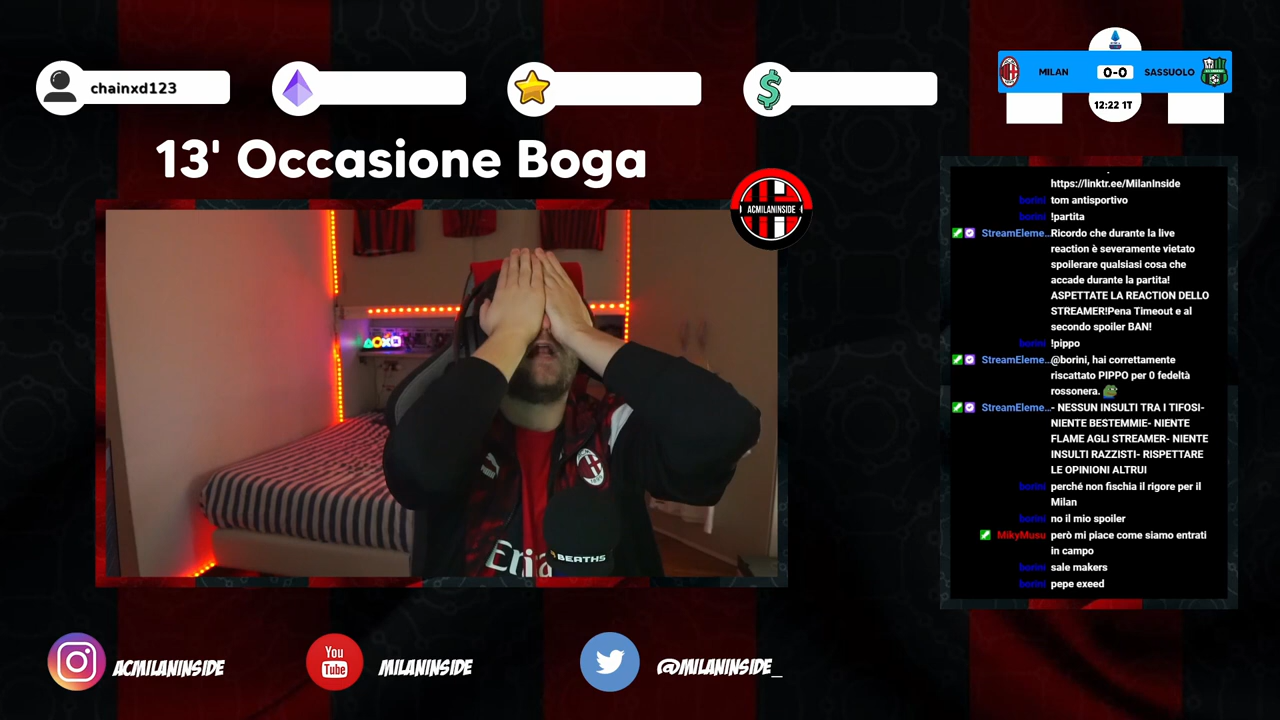 chainxd123
MILAN 0-0 SASSUOLO
12:22 1T
13' Occasione Boga
ACMILANINSIDE
Emi
BERTHS
https://linktr.ee/MilanInside
borini tom antisportivo
borini !partita
StreamEleme.. Ricordo che durante la live
reaction è severamente vietato
spoilerare qualsiasi cosa che
accade durante la partita!
ASPETTATE LA REACTION DELLO
STREAMER!Pena Timeout e al
secondo spoiler BAN!
borini !pippo
StreamEleme.. @borini, hai correttamente
riscattato PIPPO per 0 fedeltà
rossonera.
StreamEleme.. - NESSUN INSULTI TRA I TIFOSI-
NIENTE BESTEMMIE- NIENTE
FLAME AGLI STREAMER- NIENTE
INSULTI RAZZISTI- RISPETTARE
LE OPINIONI ALTRUI
borini perché non fischia il rigore per il
Milan
borini no il mio spoiler
MikyMusu però mi piace come siamo entrati
in campo
borini sale makers
borini pepe exeed
ACMILANINSIDE
You
Tube
MILANINSIDE
@MILANINSIDE_